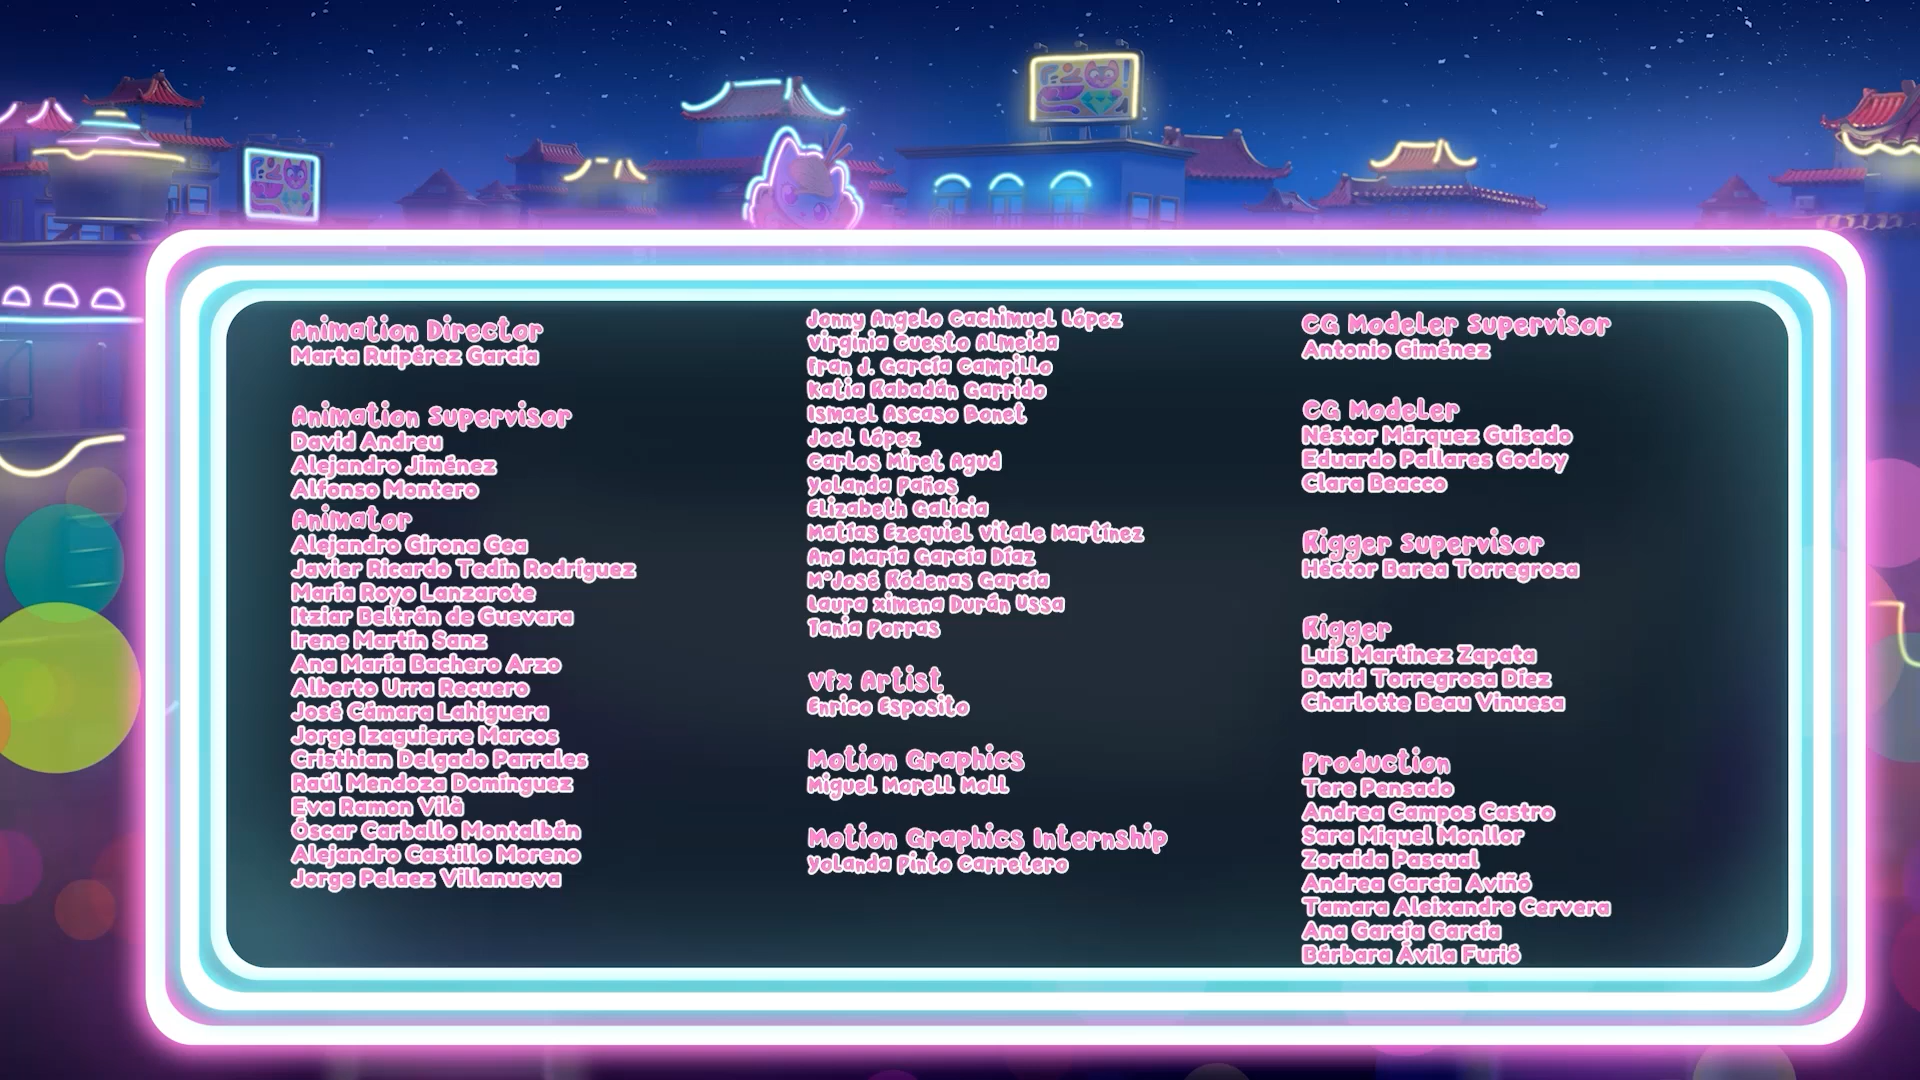 Animation Director
Marta Ruipérez García
Animation Supervisor
David Andreu
Alejandro Jiménez
Alfonso Montero
Animator
Alejandro Girona Gea
Javier Ricardo Tedín Rodríguez
María Royo Lanzarote
Itziar Beltrán de Guevara
Irene Martín Sanz
Ana María Bachero Arzo
Alberto Urra Recuero
José Cámara Lahiguera
Jorge Izaguierre Marcos
Cristhian Delgado Parrales
Raúl Mendoza Domínguez
Eva Ramon Vilà
Óscar Carballo Montalbán
Alejandro Castillo Moreno
Jorge Pelaez Villanueva
Jonny Angelo Cachimuel López
Virginia Cuesto Almeida
Fran J. García Campillo
Katia Rabadán Garrido
Ismael Ascaso Bonet
Joel López
Carlos Miret Agud
Yolanda Paños
Elizabeth Galicia
Matías Ezequiel Vitale Martínez
Ana María García Díaz
MºJosé Ródenas García
Laura Ximena Durán Ussa
Tania Porras
Vfx Artist
Enrico Esposito
Motion Graphics
Miguel Morell Moll
Motion Graphics Internship
Yolanda Pinto Carretero
CG Modeler Supervisor
Antonio Giménez
CG Modeler
Néstor Márquez Guisado
Eduardo Pallares Godoy
Clara Beacco
Rigger Supervisor
Héctor Barea Torregrosa
Rigger
Luis Martínez Zapata
David Torregrosa Díez
Charlotte Beau Vinuesa
Production
Tere Pensado
Andrea Campos Castro
Sara Miquel Monllor
Zoraida Pascual
Andrea García Aviñó
Tamara Aleixandre Cervera
Ana García García
Bárbara Ávila Furió